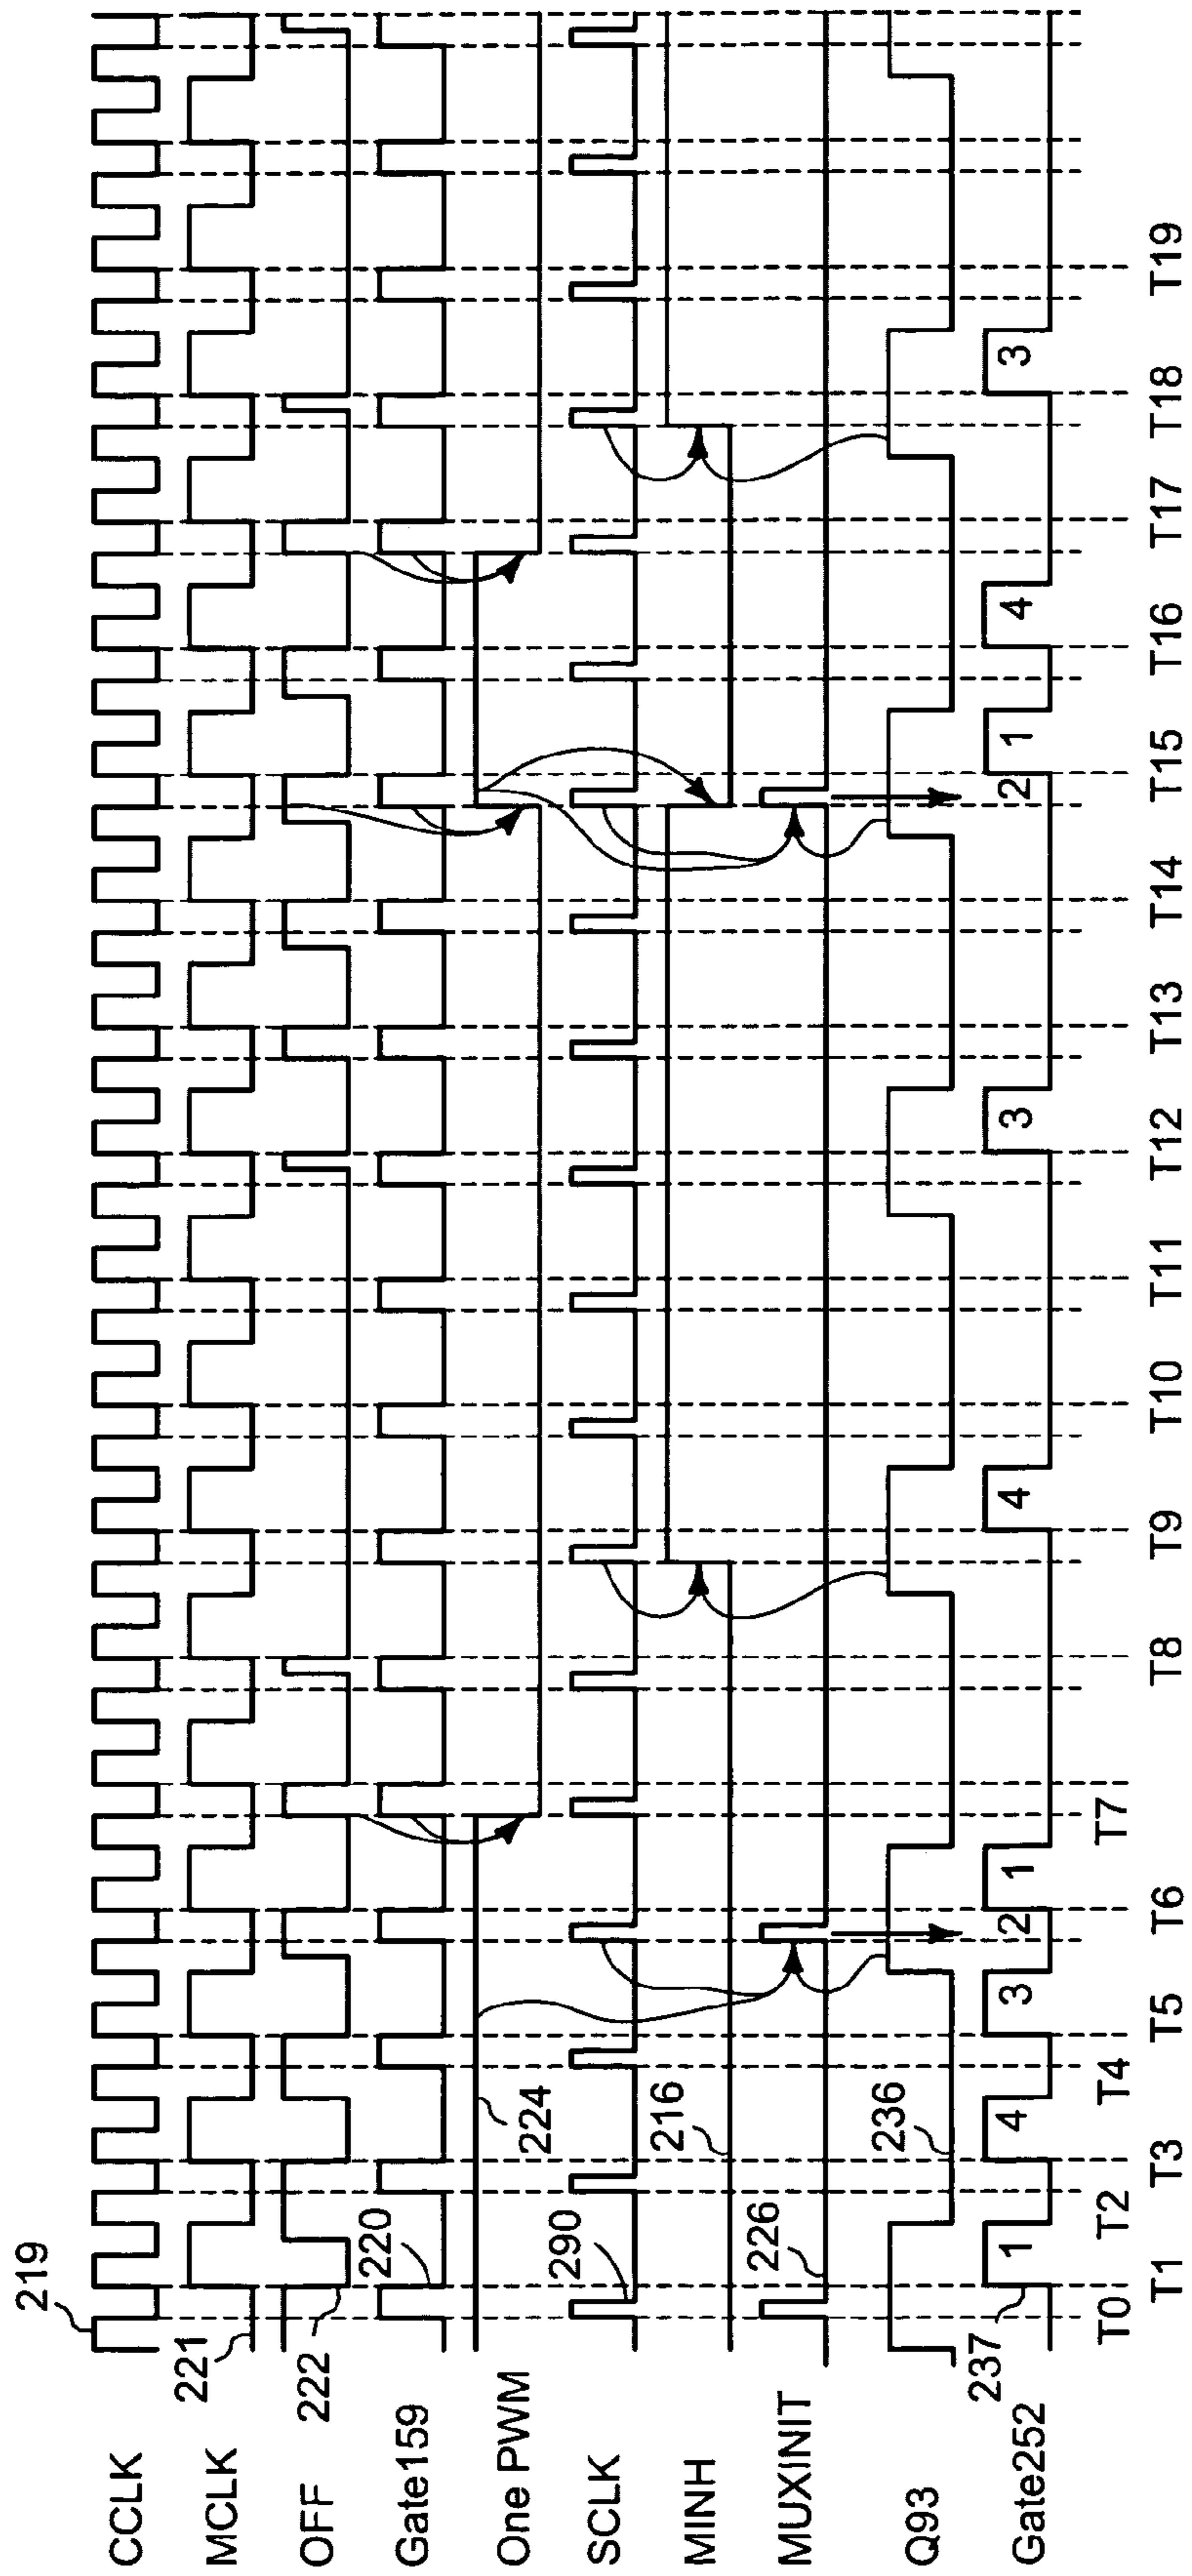 219
CCLK
221
MCLK
222
OFF
220
Gate159
224
One PWM
290
SCLK
216
MINH
226
MUXINIT
236
Q93
237
Gate252
1 4 3 2 1 4 3 2 1 4 3
T0 T1 T2 T3 T4 T5 T6 T7 T8 T9 T10 T11 T12 T13 T14 T15 T16 T17 T18 T19